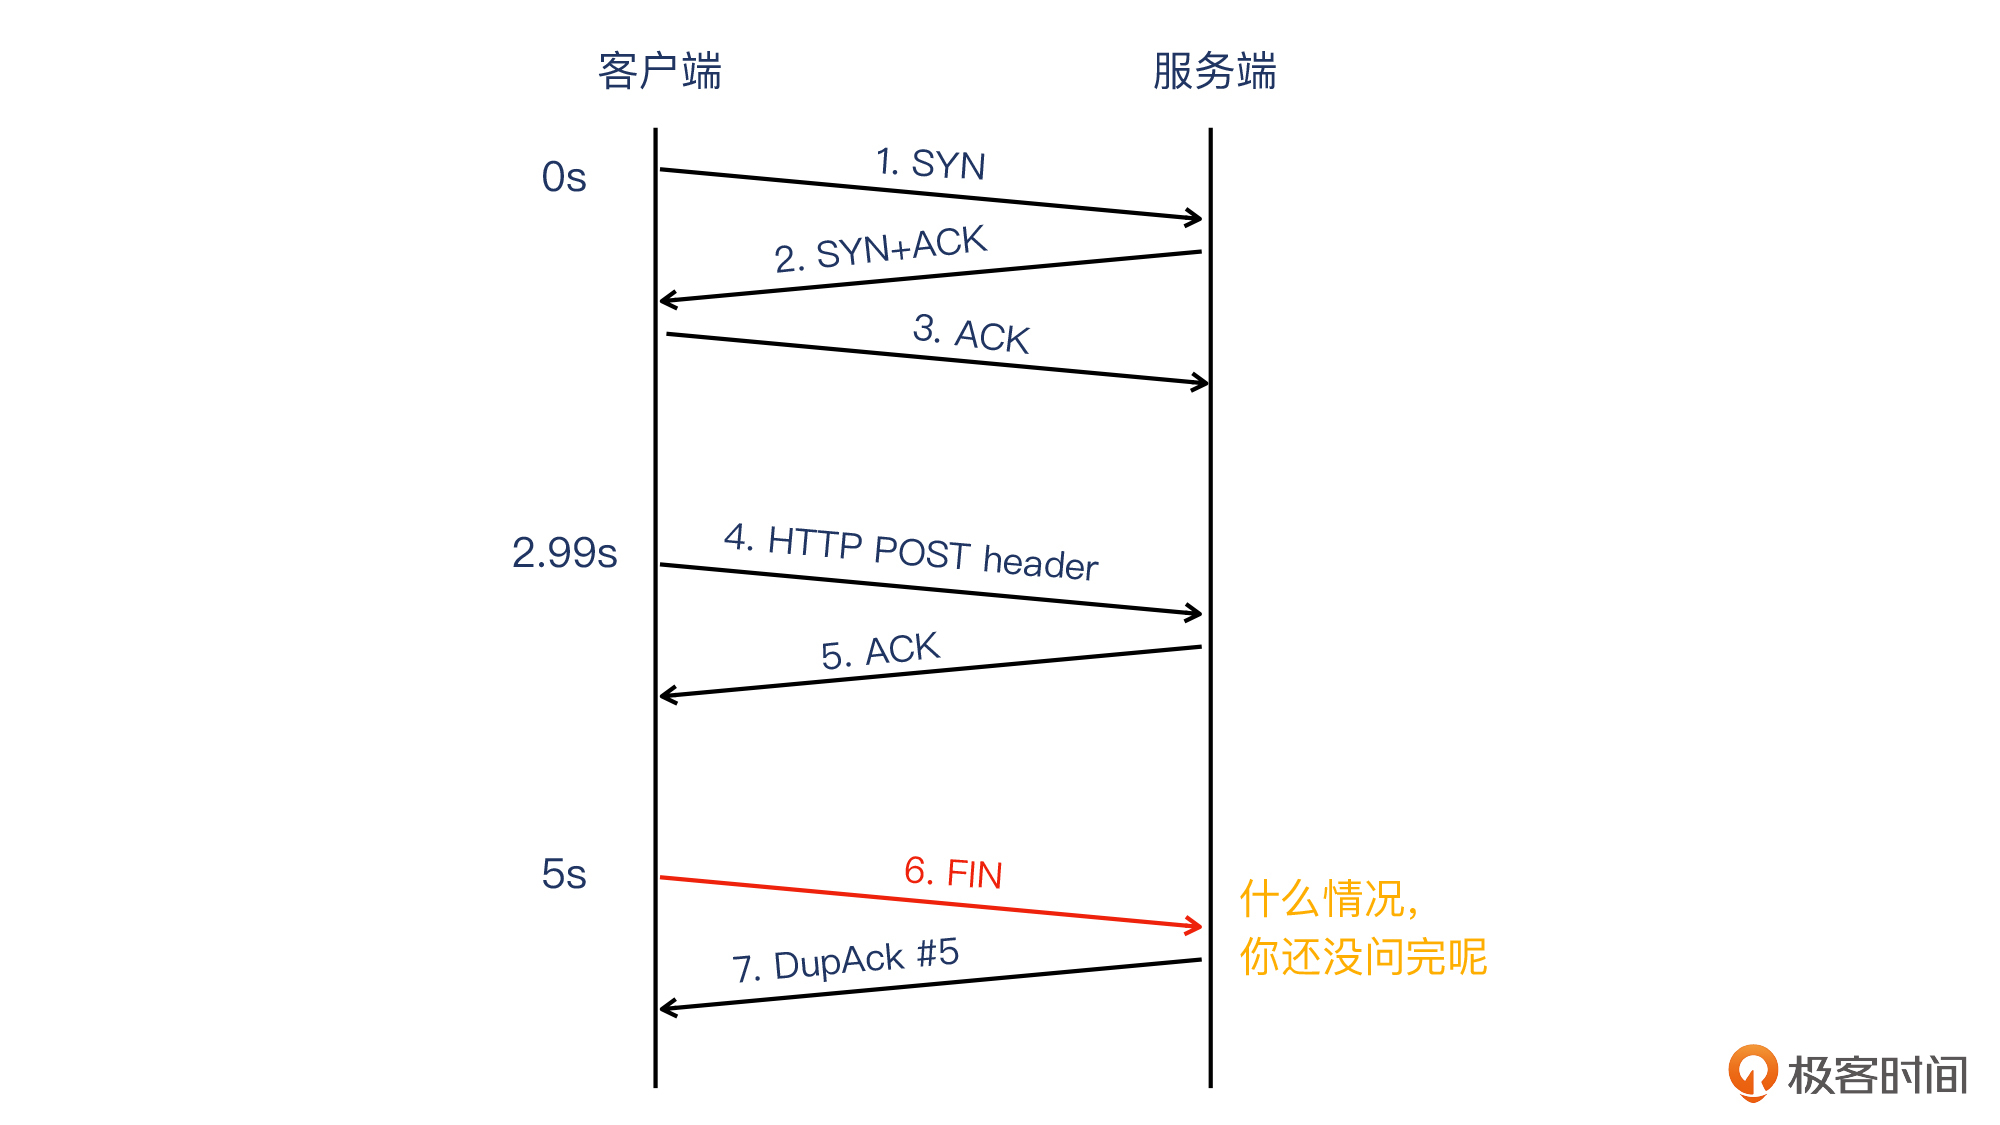 客户端
服务端
0s
1. SYN
2. SYN+ACK
3. ACK
2.99s
4. HTTP POST header
5. ACK
5s
6. FIN
什么情况，
你还没问完呢
7. DupAck #5
极客时间